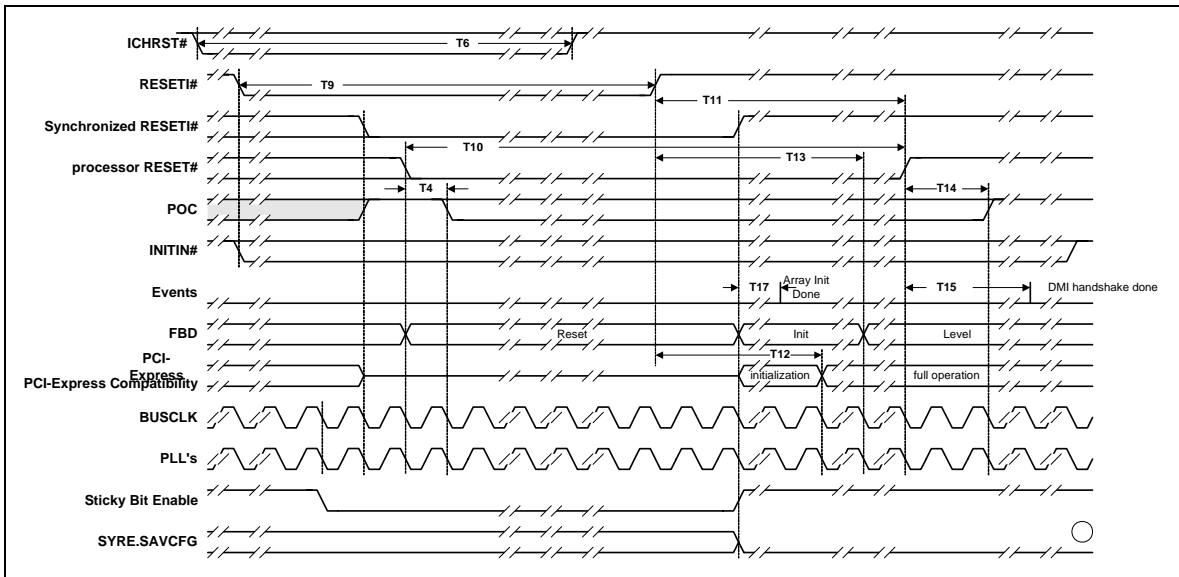 ICHRST#
T6
RESETI#
T9
T11
Synchronized RESETI#
T10
processor RESET#
T13
T4
T14
POC
INITIN#
Events
T17
Array Init
Done
T15
DMI handshake done
FBD
Reset
Init
Level
T12
PCI-
Express
PCI-Express Compatibility
initialization
full operation
BUSCLK
PLL's
Sticky Bit Enable
SYRE.SAVCFG